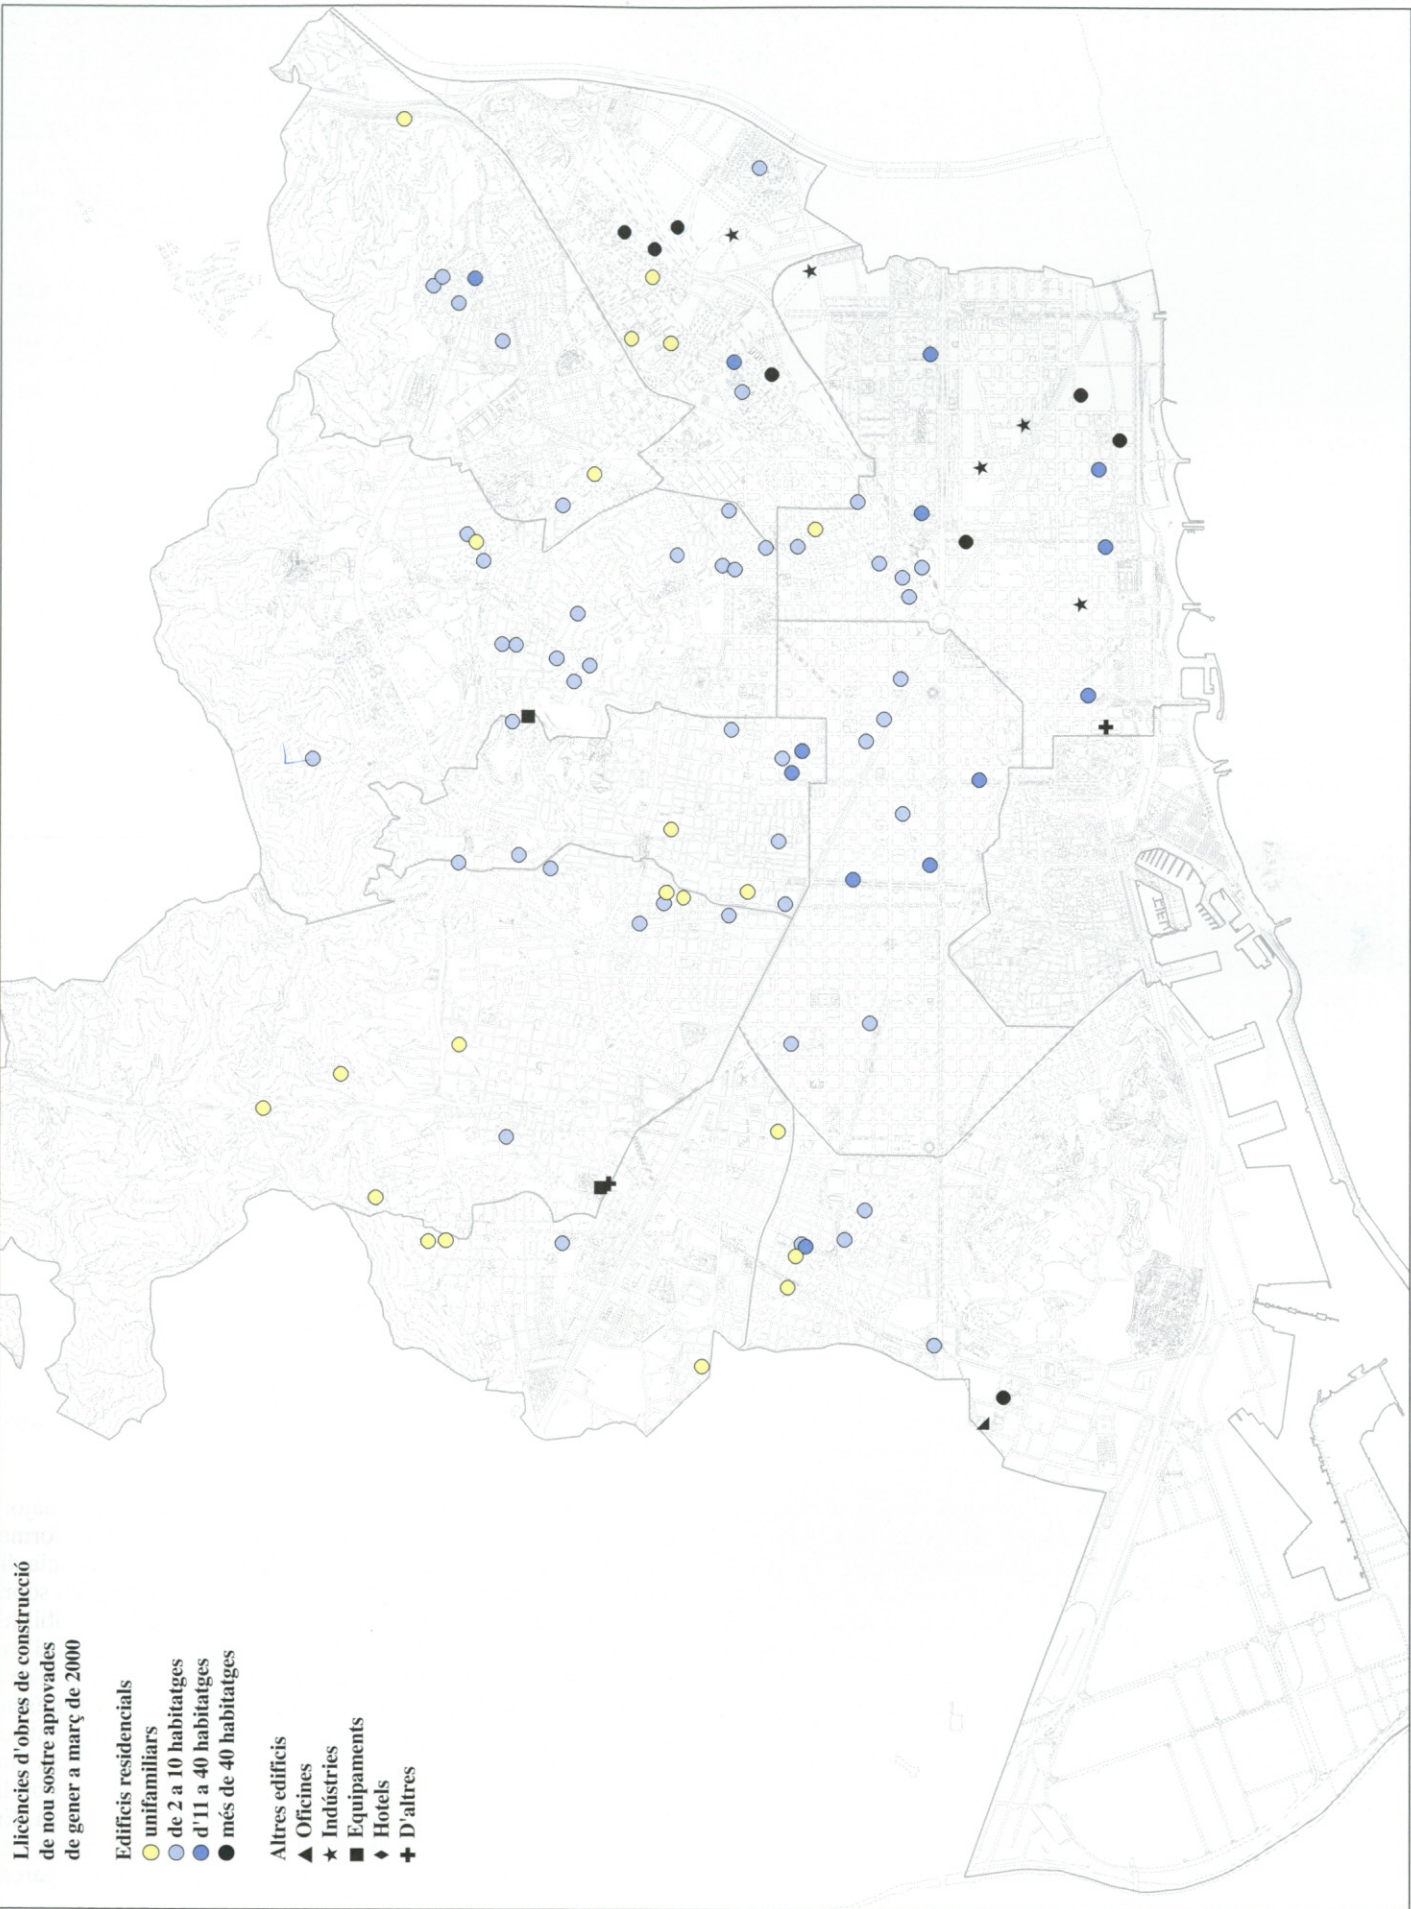 Llicències d'obres de construcció
de nou sostre aprovades
de gener a març de 2000
Edificis residencials
unifamiliars
de 2 a 10 habitatges
d'11 a 40 habitatges
més de 40 habitatges
Altres edificis
Oficines
Indústries
Equipaments
Hotels
D'altres